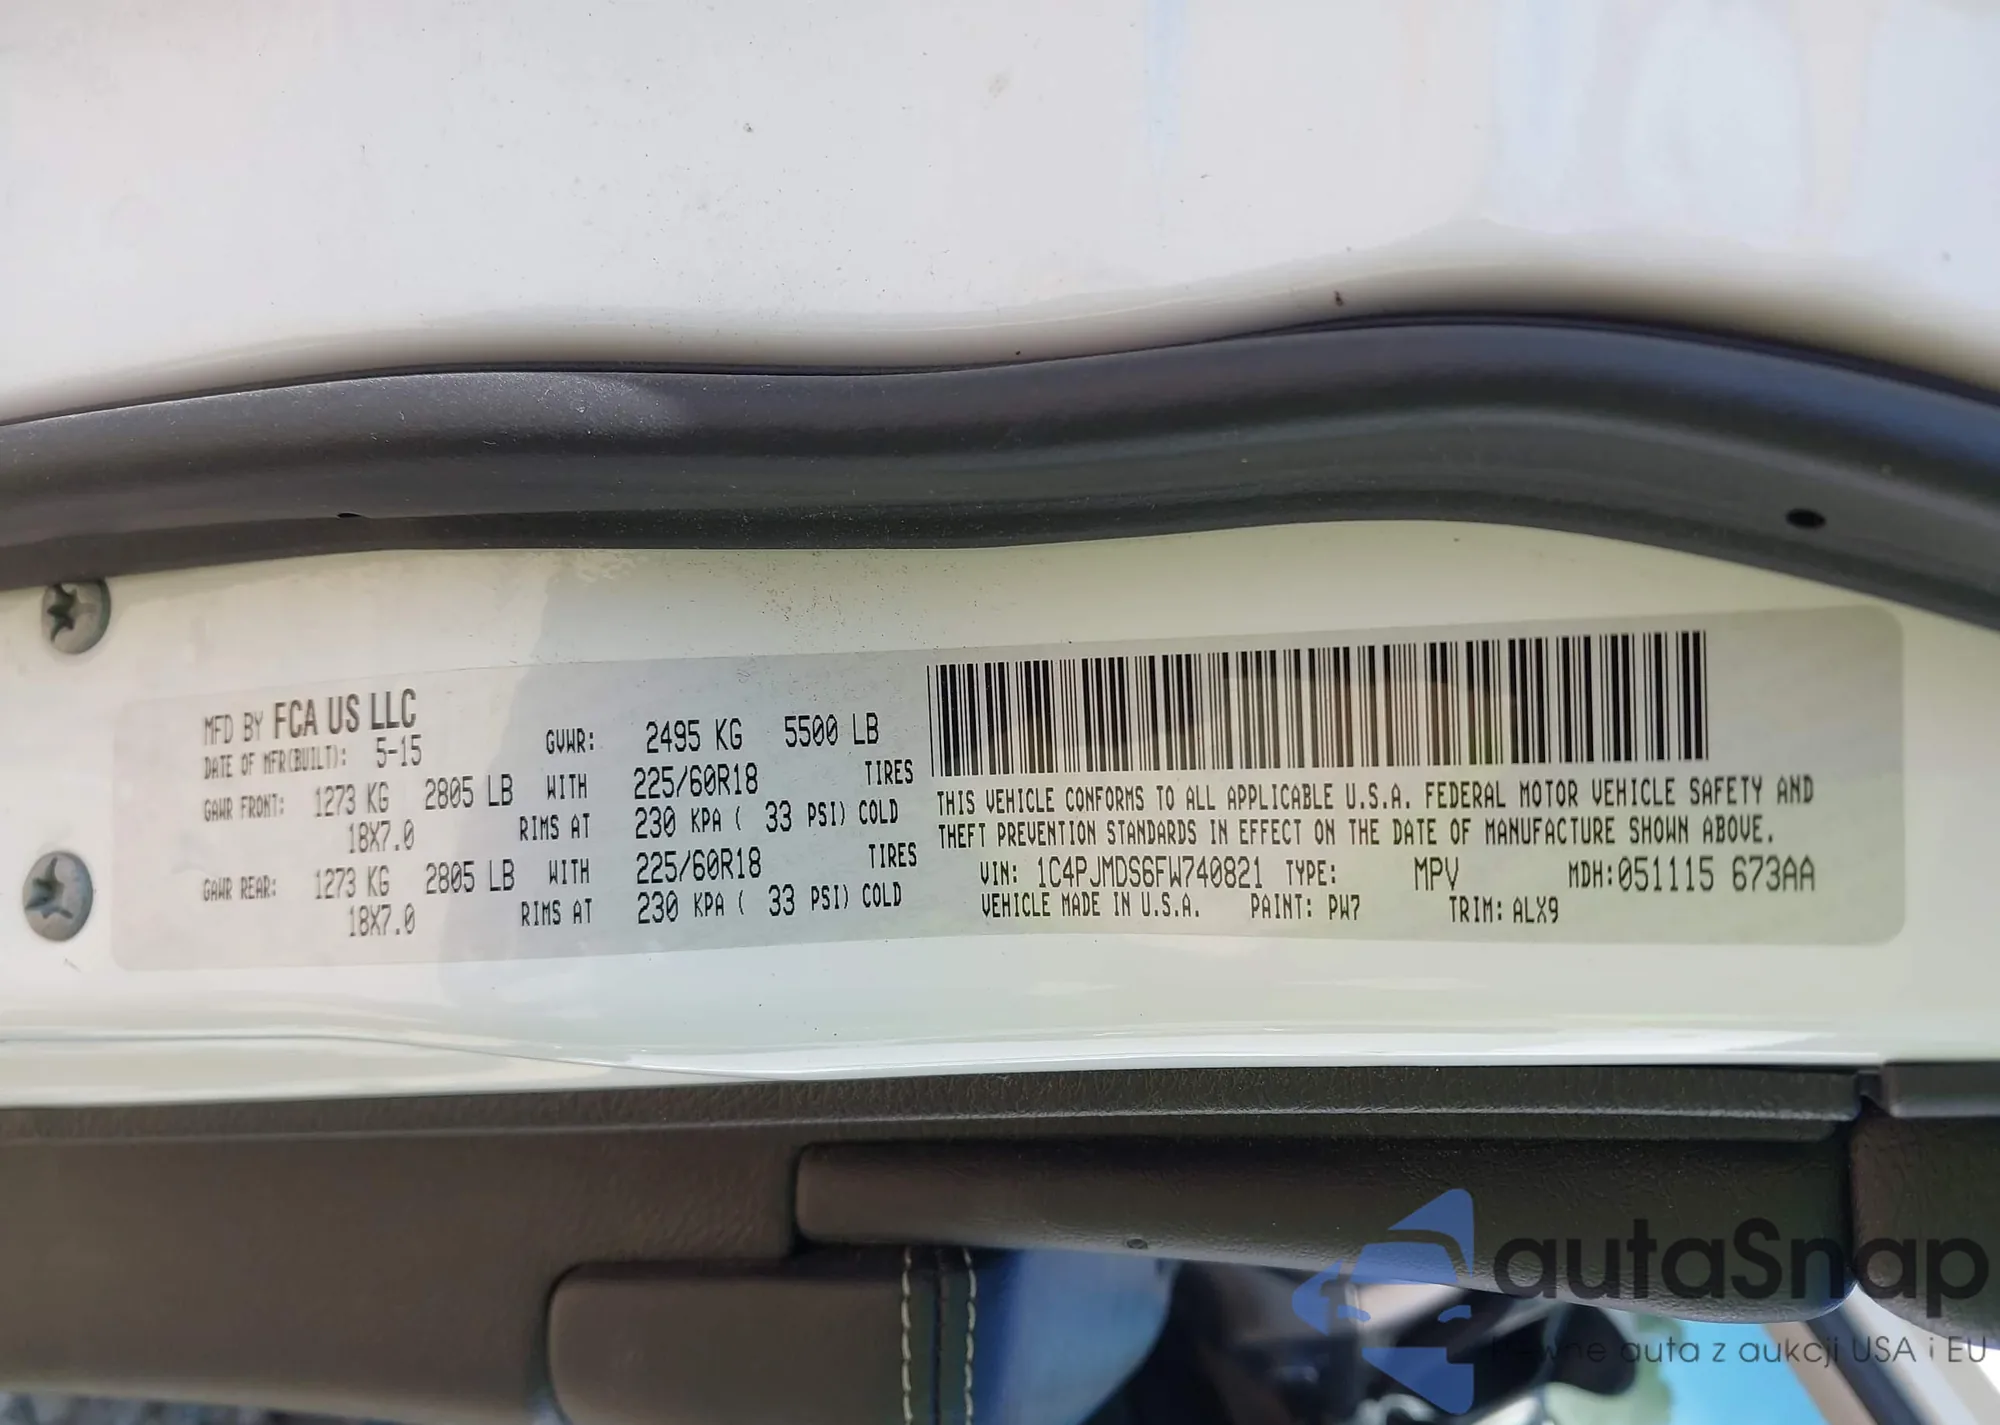 MFD BY FCA US LLC
DATE OF MFR(BUILT): 5-15 GVWR: 2495 KG 5500 LB
GAWR FRONT: 1273 KG 2805 LB WITH 225/60R18 TIRES
18X7.0 RIMS AT 230 KPA ( 33 PSI) COLD
GAWR REAR: 1273 KG 2805 LB WITH 225/60R18 TIRES
18X7.0 RIMS AT 230 KPA ( 33 PSI) COLD
THIS VEHICLE CONFORMS TO ALL APPLICABLE U.S.A. FEDERAL MOTOR VEHICLE SAFETY AND
THEFT PREVENTION STANDARDS IN EFFECT ON THE DATE OF MANUFACTURE SHOWN ABOVE.
VIN: 1C4PJMDS6FW740821 TYPE: MPV MDH:051115 673AA
VEHICLE MADE IN U.S.A. PAINT: PW7 TRIM: ALX9
autaSnap
auta z aukcji USA i EU